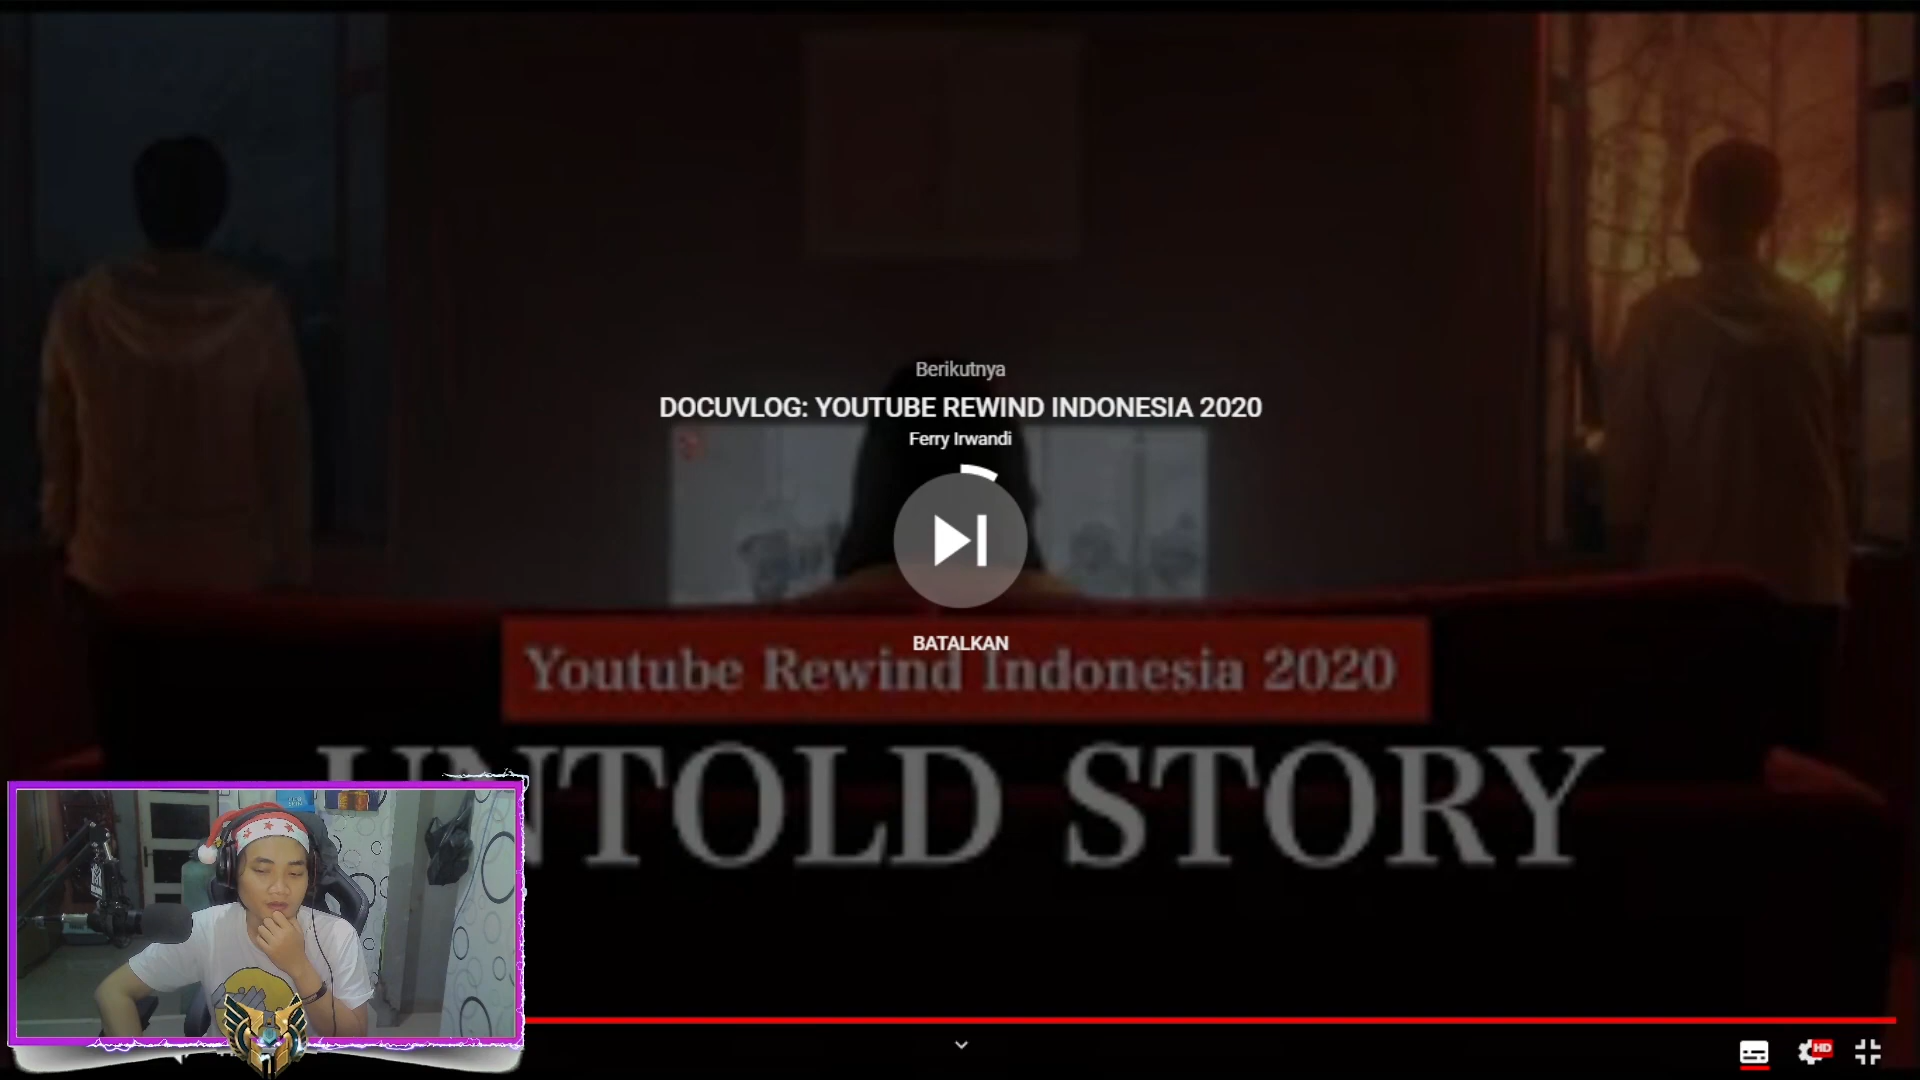 Berikutnya
DOCUVLOG: YOUTUBE REWIND INDONESIA 2020
Ferry Irwandi
BATALKAN
Youtube Rewind Indonesia 2020
UNTOLD STORY
HD